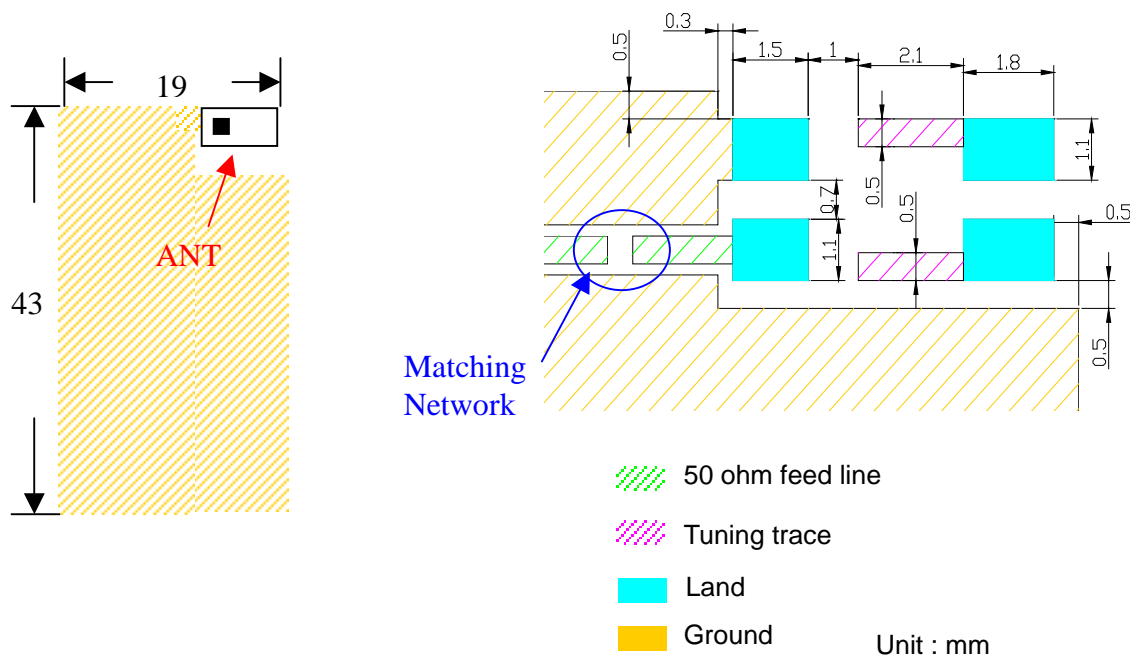 19
ANT
43
0.3
0.5
1.5
1
2.1
1.8
0.5
1.1
0.7
0.5
1.1
0.5
0.5
Matching
Network
50 ohm feed line
Tuning trace
Land
Ground
Unit : mm